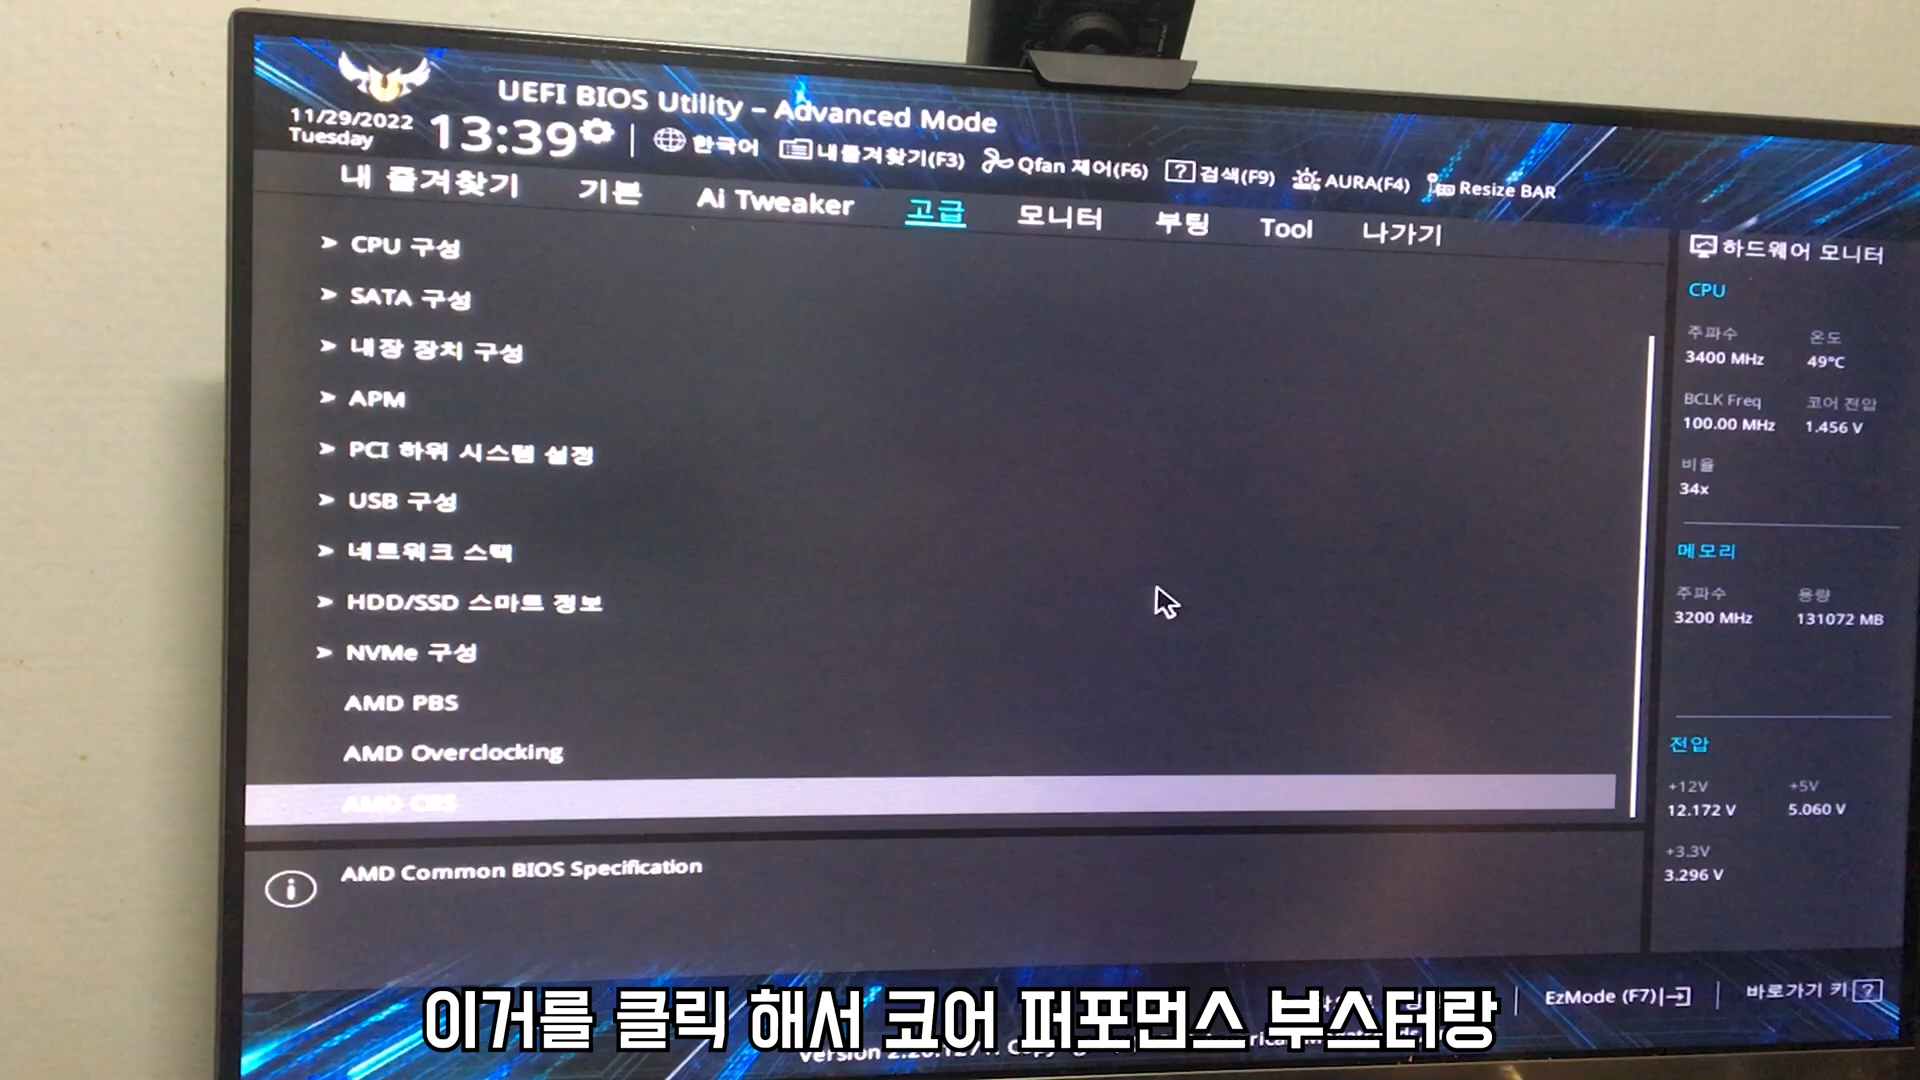 UEFI BIOS Utility – Advanced Mode
11/29/2022
Tuesday
13:39
한국어
내즐겨찾기(F3)
Qfan 제어(F6)
?
검색(F9)
AURA(F4)
Resize BAR
내 즐겨찾기
기본
Ai Tweaker
고급
모니터
부팅
Tool
나가기
> CPU 구성
> SATA 구성
> 내장 장치 구성
> APM
> PCI 하위 시스템 설정
> USB 구성
> 네트워크 스택
> HDD/SSD 스마트 정보
> NVMe 구성
AMD PBS
AMD Overclocking
AMD CBS
i
AMD Common BIOS Specification
하드웨어 모니터
CPU
주파수 온도
3400 MHz 49°C
BCLK Freq 코어 전압
100.00 MHz 1.456 V
비율
34x
메모리
주파수 용량
3200 MHz 131072 MB
전압
+12V +5V
12.172 V 5.060 V
+3.3V
3.296 V
EzMode (F7)
바로가기 키 ?
이거를 클릭 해서 코어 퍼포먼스 부스터랑
Version